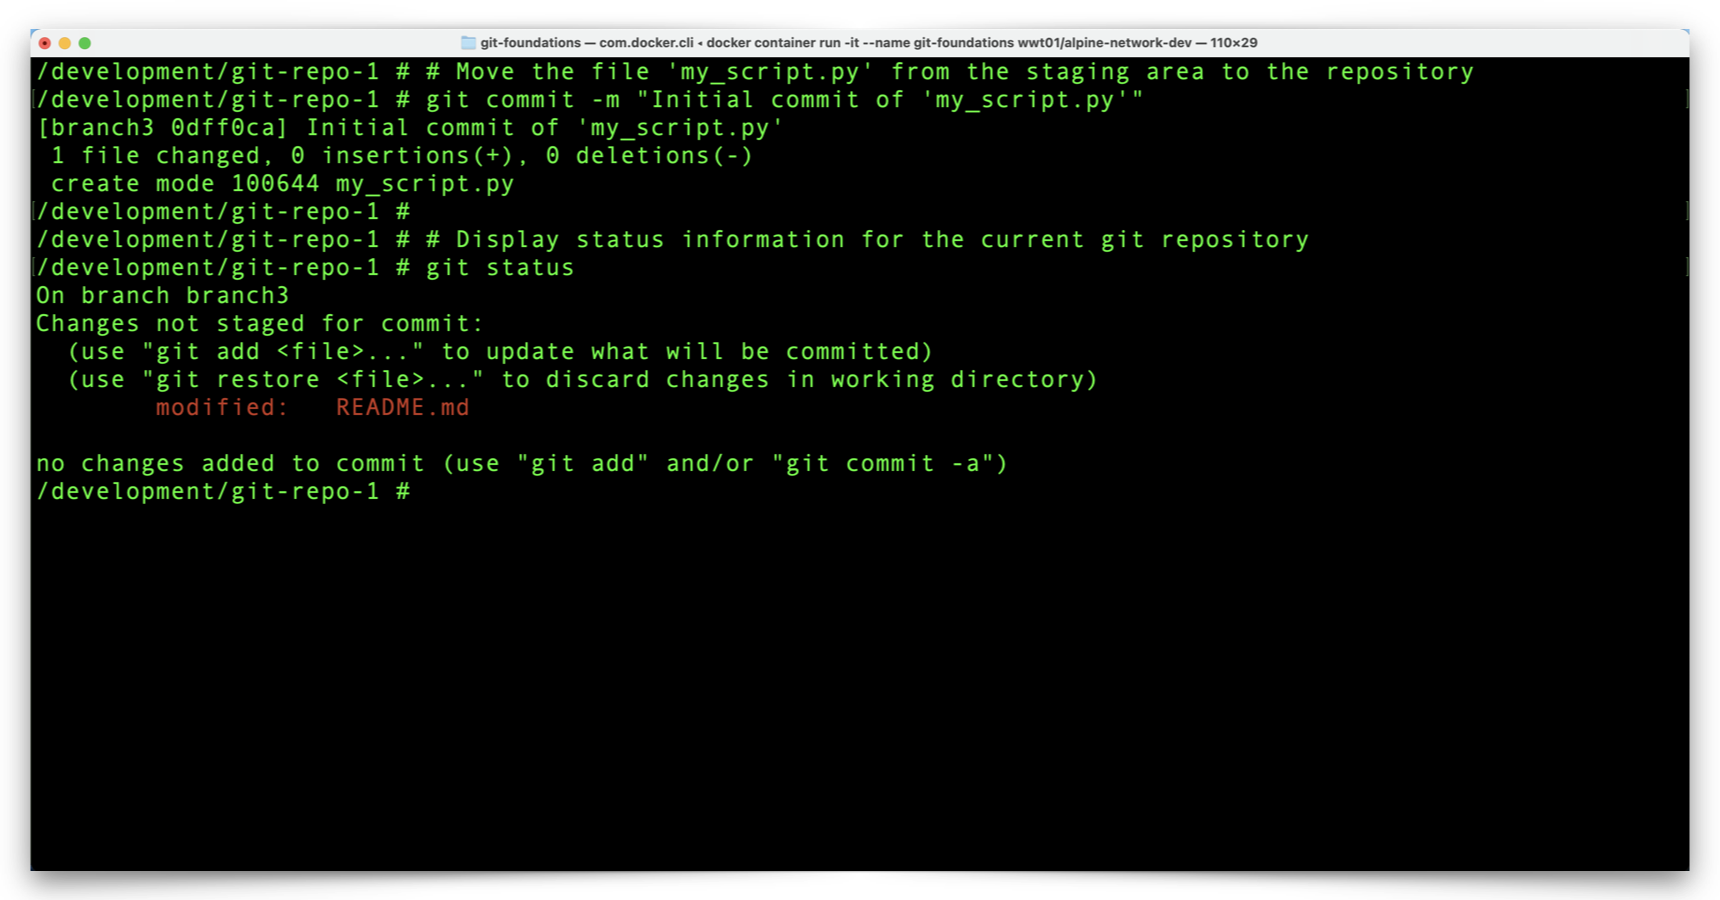 git-foundations — com.docker.cli ◂ docker container run -it --name git-foundations wwt01/alpine-network-dev — 110×29
/development/git-repo-1 # # Move the file 'my_script.py' from the staging area to the repository
/development/git-repo-1 # git commit -m "Initial commit of 'my_script.py'"
[branch3 0dff0ca] Initial commit of 'my_script.py'
 1 file changed, 0 insertions(+), 0 deletions(-)
 create mode 100644 my_script.py
/development/git-repo-1 #
/development/git-repo-1 # # Display status information for the current git repository
/development/git-repo-1 # git status
On branch branch3
Changes not staged for commit:
  (use "git add <file>..." to update what will be committed)
  (use "git restore <file>..." to discard changes in working directory)
        modified:   README.md

no changes added to commit (use "git add" and/or "git commit -a")
/development/git-repo-1 #